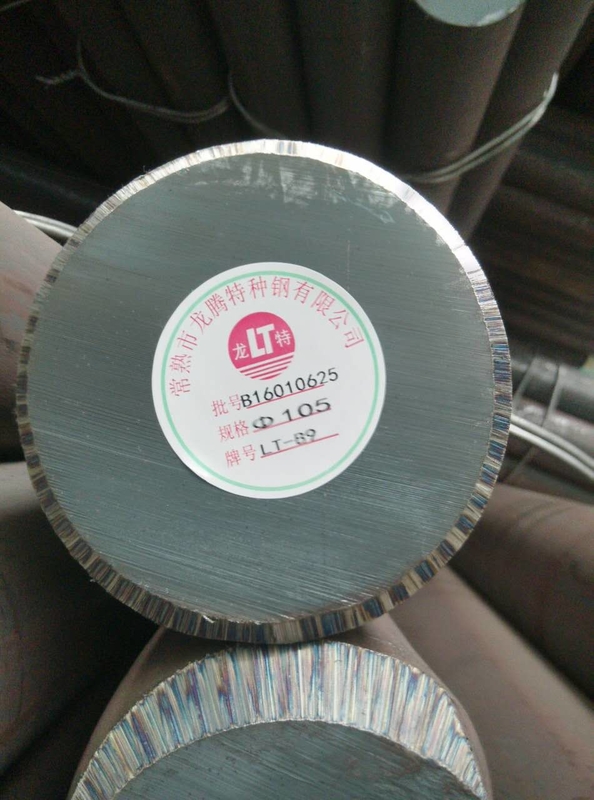 常熟市龙腾特种钢有限公司
龙LT特
批号B16010625
规格Φ105
牌号LT-89